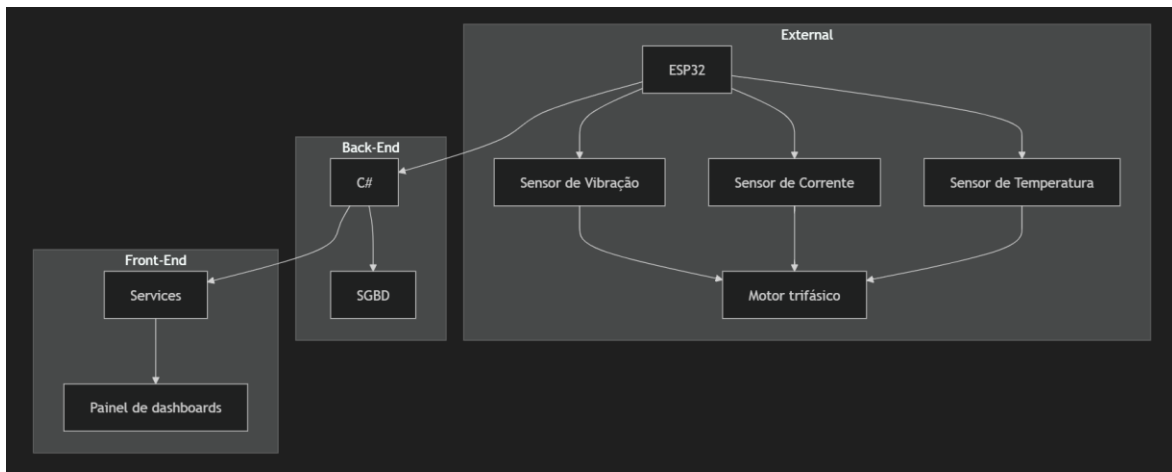 External
ESP32
Back-End
C#
Sensor de Vibração
Sensor de Corrente
Sensor de Temperatura
Front-End
Services
SGBD
Motor trifásico
Painel de dashboards